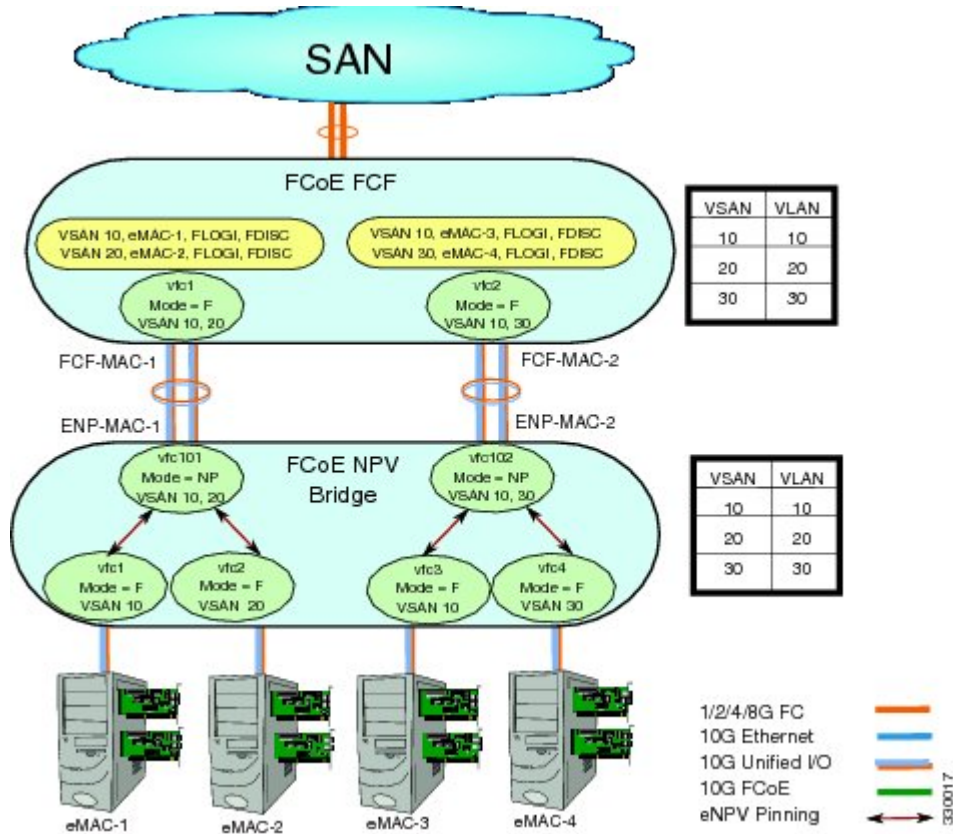 SAN
FCoE FCF
VSAN 10, eMAC-1, FLOGI, FDISC
VSAN 20, eMAC-2, FLOGI, FDISC
VSAN 10, eMAC-3, FLOGI, FDISC
VSAN 30, eMAC-4, FLOGI, FDISC
vfc1
Mode = F
VSAN 10, 20
vfc2
Mode = F
VSAN 10, 30
VSAN VLAN
10 10
20 20
30 30
FCF-MAC-1
FCF-MAC-2
ENP-MAC-1
ENP-MAC-2
vfc101
Mode = NP
VSAN 10, 20
FCoE NPV
Bridge
vfc102
Mode = NP
VSAN 10, 30
vfc1
Mode = F
VSAN 10
vfc2
Mode = F
VSAN 20
vfc3
Mode = F
VSAN 10
vfc4
Mode = F
VSAN 30
VSAN VLAN
10 10
20 20
30 30
eMAC-1
eMAC-2
eMAC-3
eMAC-4
1/2/4/8G FC
10G Ethernet
10G Unified I/O
10G FCoE
eNPV Pinning
330017